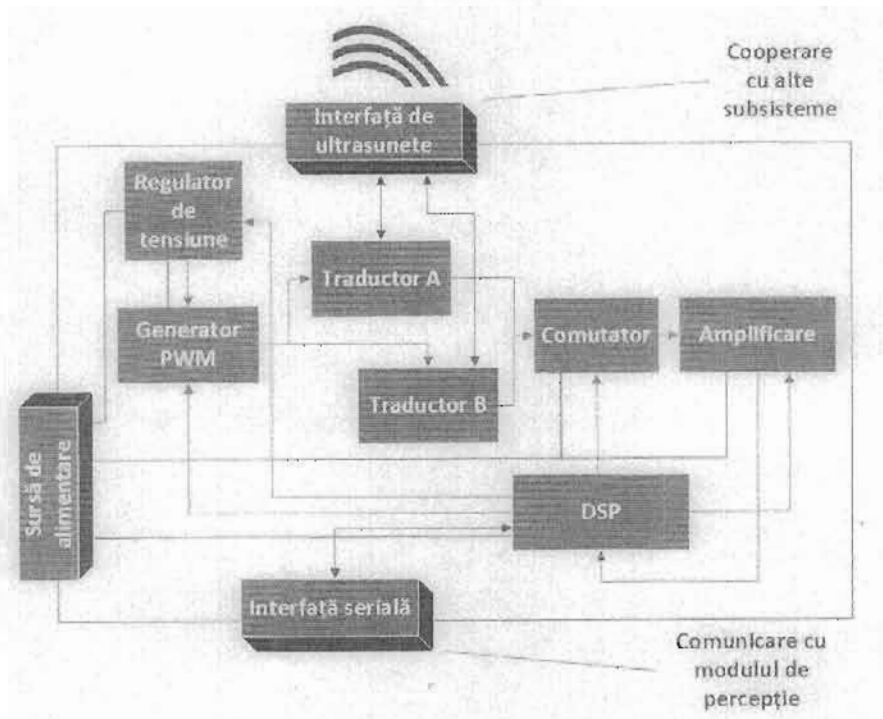 Cooperare
cu alte
subsisteme
Interfață de
ultrasunete
Regulator
de
tensiune
Traductor A
Generator
PWM
Comutator
Amplificare
Traductor B
Sursă de
alimentare
DSP
Interfață serială
Comunicare cu
modulul de
percepție